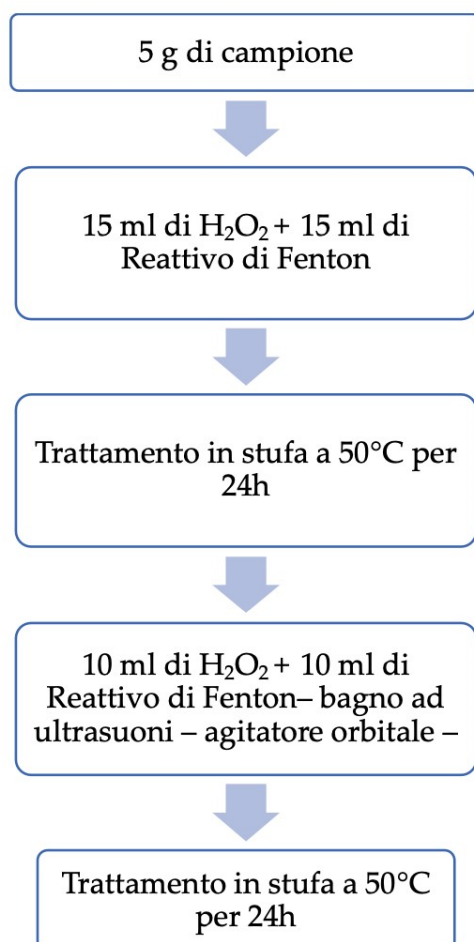 5 g di campione
15 ml di H₂O₂ + 15 ml di
Reattivo di Fenton
Trattamento in stufa a 50°C per
24h
10 ml di H₂O₂ + 10 ml di
Reattivo di Fenton– bagno ad
ultrasuoni – agitatore orbitale –
Trattamento in stufa a 50°C
per 24h